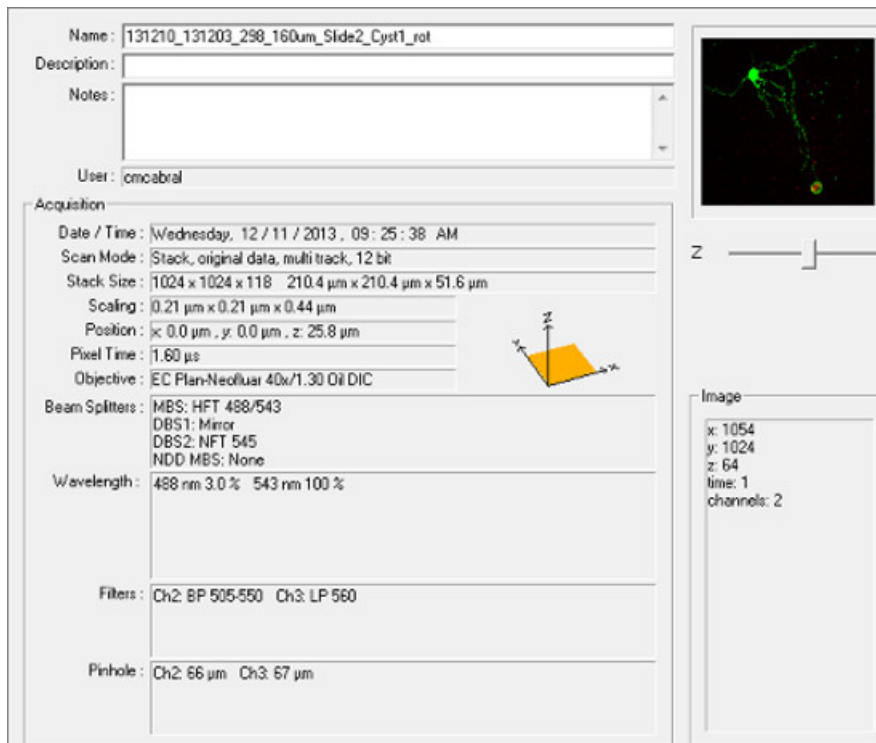 Name : 131210_131203_298_160um_Slide2_Cyst1_rot
Description :
Notes :
User : cmcabral
Acquisition
Date / Time : Wednesday, 12 / 11 / 2013 , 09 : 25 : 38 AM
Scan Mode : Stack, original data, multi track, 12 bit
Stack Size : 1024 x 1024 x 118 210.4 µm x 210.4 µm x 51.6 µm
Scaling : 0.21 µm x 0.21 µm x 0.44 µm
Position : x: 0.0 µm , y: 0.0 µm , z: 25.8 µm
Pixel Time : 1.60 µs
Objective : EC Plan-Neofluar 40x/1.30 Oil DIC
Beam Splitters : MBS: HFT 488/543
DBS1: Mirror
DBS2: NFT 545
NDD MBS: None
Wavelength : 488 nm 3.0 % 543 nm 100 %
Filters : Ch2: BP 505-550 Ch3: LP 560
Pinhole : Ch2: 66 µm Ch3: 67 µm
Z
Z
Y
X
Image
x: 1054
y: 1024
z: 64
time: 1
channels: 2